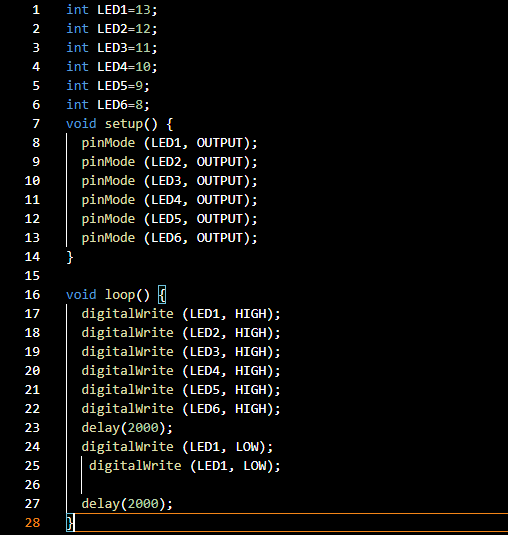 1 int LED1=13;
2 int LED2=12;
3 int LED3=11;
4 int LED4=10;
5 int LED5=9;
6 int LED6=8;
7 void setup() {
8 pinMode (LED1, OUTPUT);
9 pinMode (LED2, OUTPUT);
10 pinMode (LED3, OUTPUT);
11 pinMode (LED4, OUTPUT);
12 pinMode (LED5, OUTPUT);
13 pinMode (LED6, OUTPUT);
14 }
15
16 void loop() {
17 digitalWrite (LED1, HIGH);
18 digitalWrite (LED2, HIGH);
19 digitalWrite (LED3, HIGH);
20 digitalWrite (LED4, HIGH);
21 digitalWrite (LED5, HIGH);
22 digitalWrite (LED6, HIGH);
23 delay(2000);
24 digitalWrite (LED1, LOW);
25 digitalWrite (LED1, LOW);
26
27 delay(2000);
28 }